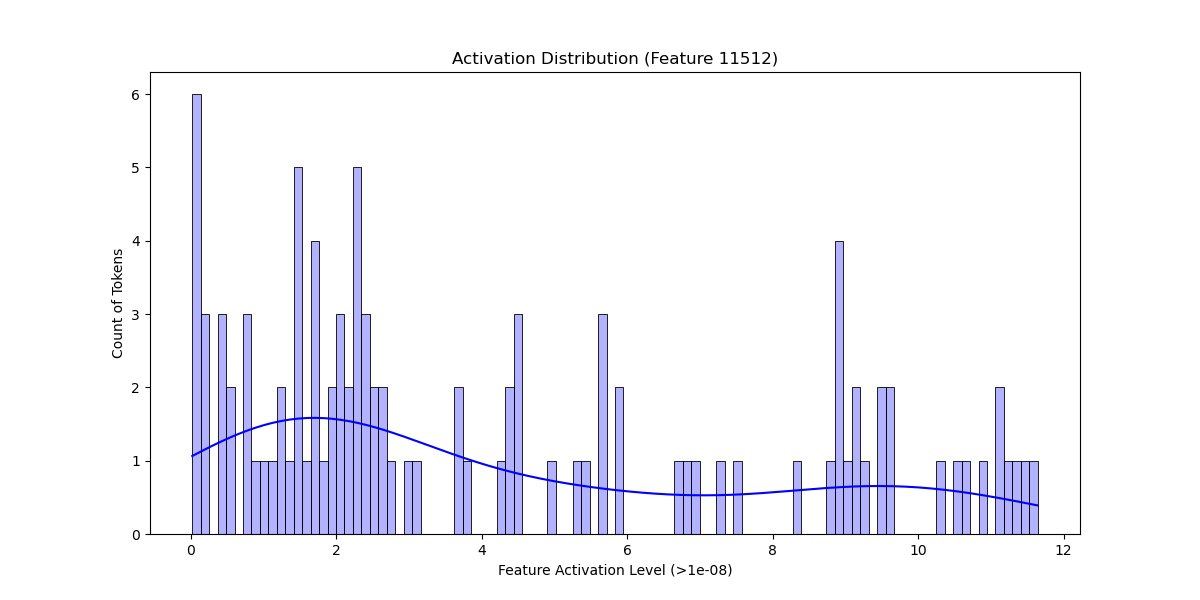 Activation Distribution (Feature 11512)
Count of Tokens
6
5
4
3
2
1
0
0 2 4 6 8 10 12
Feature Activation Level (>1e-08)